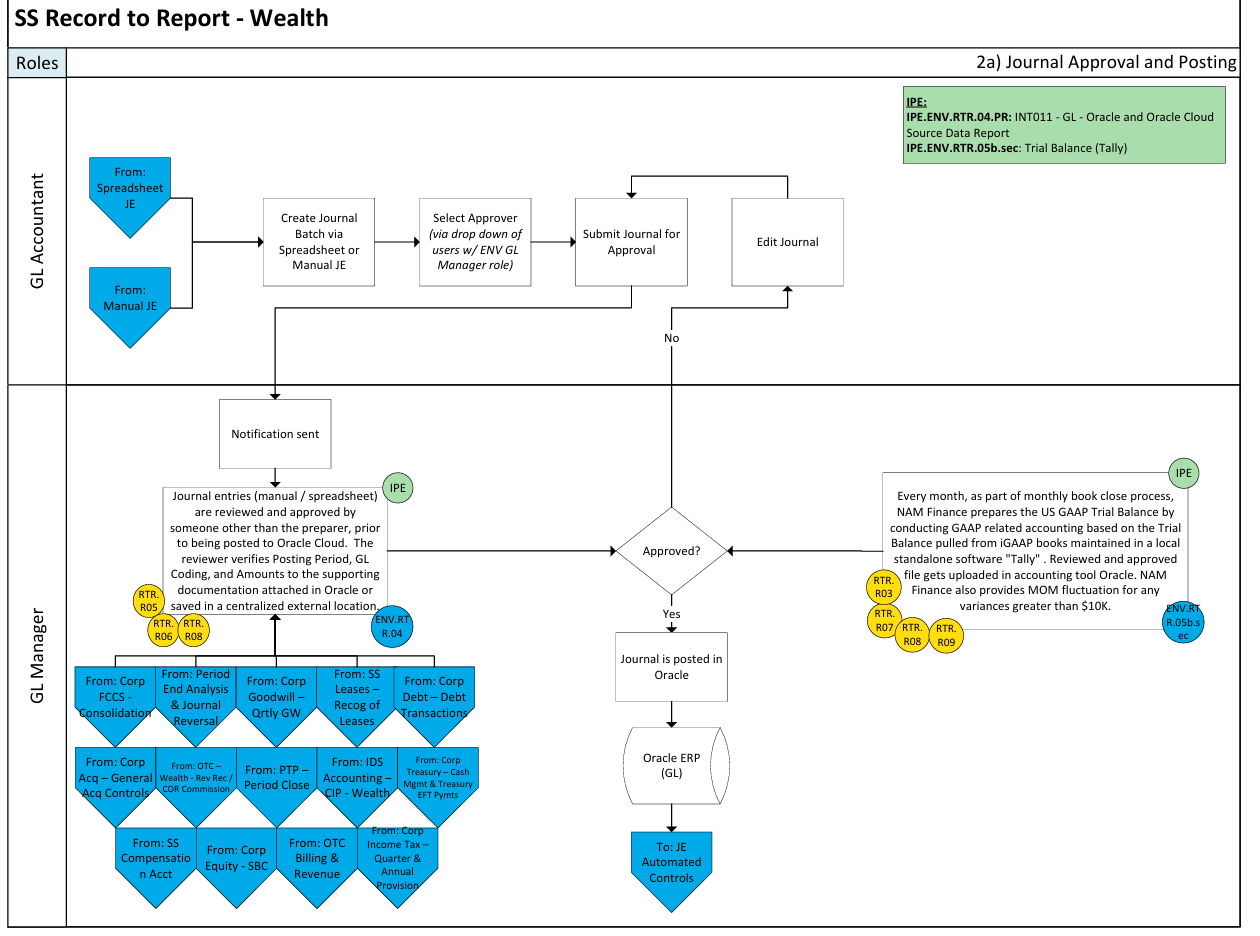 SS Record to Report - Wealth
Roles
2a) Journal Approval and Posting
GL Accountant
IPE:
IPE.ENV.RTR.04.PR: INT011 - GL - Oracle and Oracle Cloud
Source Data Report
IPE.ENV.RTR.05b.sec: Trial Balance (Tally)
From:
Spreadsheet
JE
From:
Manual JE
Create Journal
Batch via
Spreadsheet or
Manual JE
Select Approver
(via drop down of
users w/ ENV GL
Manager role)
Submit Journal for
Approval
Edit Journal
No
GL Manager
Notification sent
Journal entries (manual / spreadsheet)
are reviewed and approved by
someone other than the preparer, prior
to being posted to Oracle Cloud.  The
reviewer verifies Posting Period, GL
Coding, and Amounts to the supporting
documentation attached in Oracle or
saved in a centralized external location.
IPE
RTR.
R05
RTR.
R06
RTR.
R08
ENV.RT
R.04
Approved?
Yes
Every month, as part of monthly book close process,
NAM Finance prepares the US GAAP Trial Balance by
conducting GAAP related accounting based on the Trial
Balance pulled from iGAAP books maintained in a local
standalone software "Tally" . Reviewed and approved
file gets uploaded in accounting tool Oracle. NAM
Finance also provides MOM fluctuation for any
variances greater than $10K.
IPE
RTR.
R03
RTR.
R07
RTR.
R08
RTR.
R09
ENV.RT
R.05b.s
ec
Journal is posted in
Oracle
Oracle ERP
(GL)
To: JE
Automated
Controls
From: Corp
FCCS -
Consolidation
From: Period
End Analysis
& Journal
Reversal
From: Corp
Goodwill –
Qrtly GW
From: SS
Leases –
Recog of
Leases
From: Corp
Debt – Debt
Transactions
From: Corp
Acq – General
Acq Controls
From: OTC –
Wealth - Rev Rec /
COR Commission
From: PTP –
Period Close
From: IDS
Accounting –
CIP - Wealth
From: Corp
Treasury – Cash
Mgmt & Treasury
EFT Pymts
From: SS
Compensatio
n Acct
From: Corp
Equity - SBC
From: OTC
Billing &
Revenue
From: Corp
Income Tax –
Quarter &
Annual
Provision